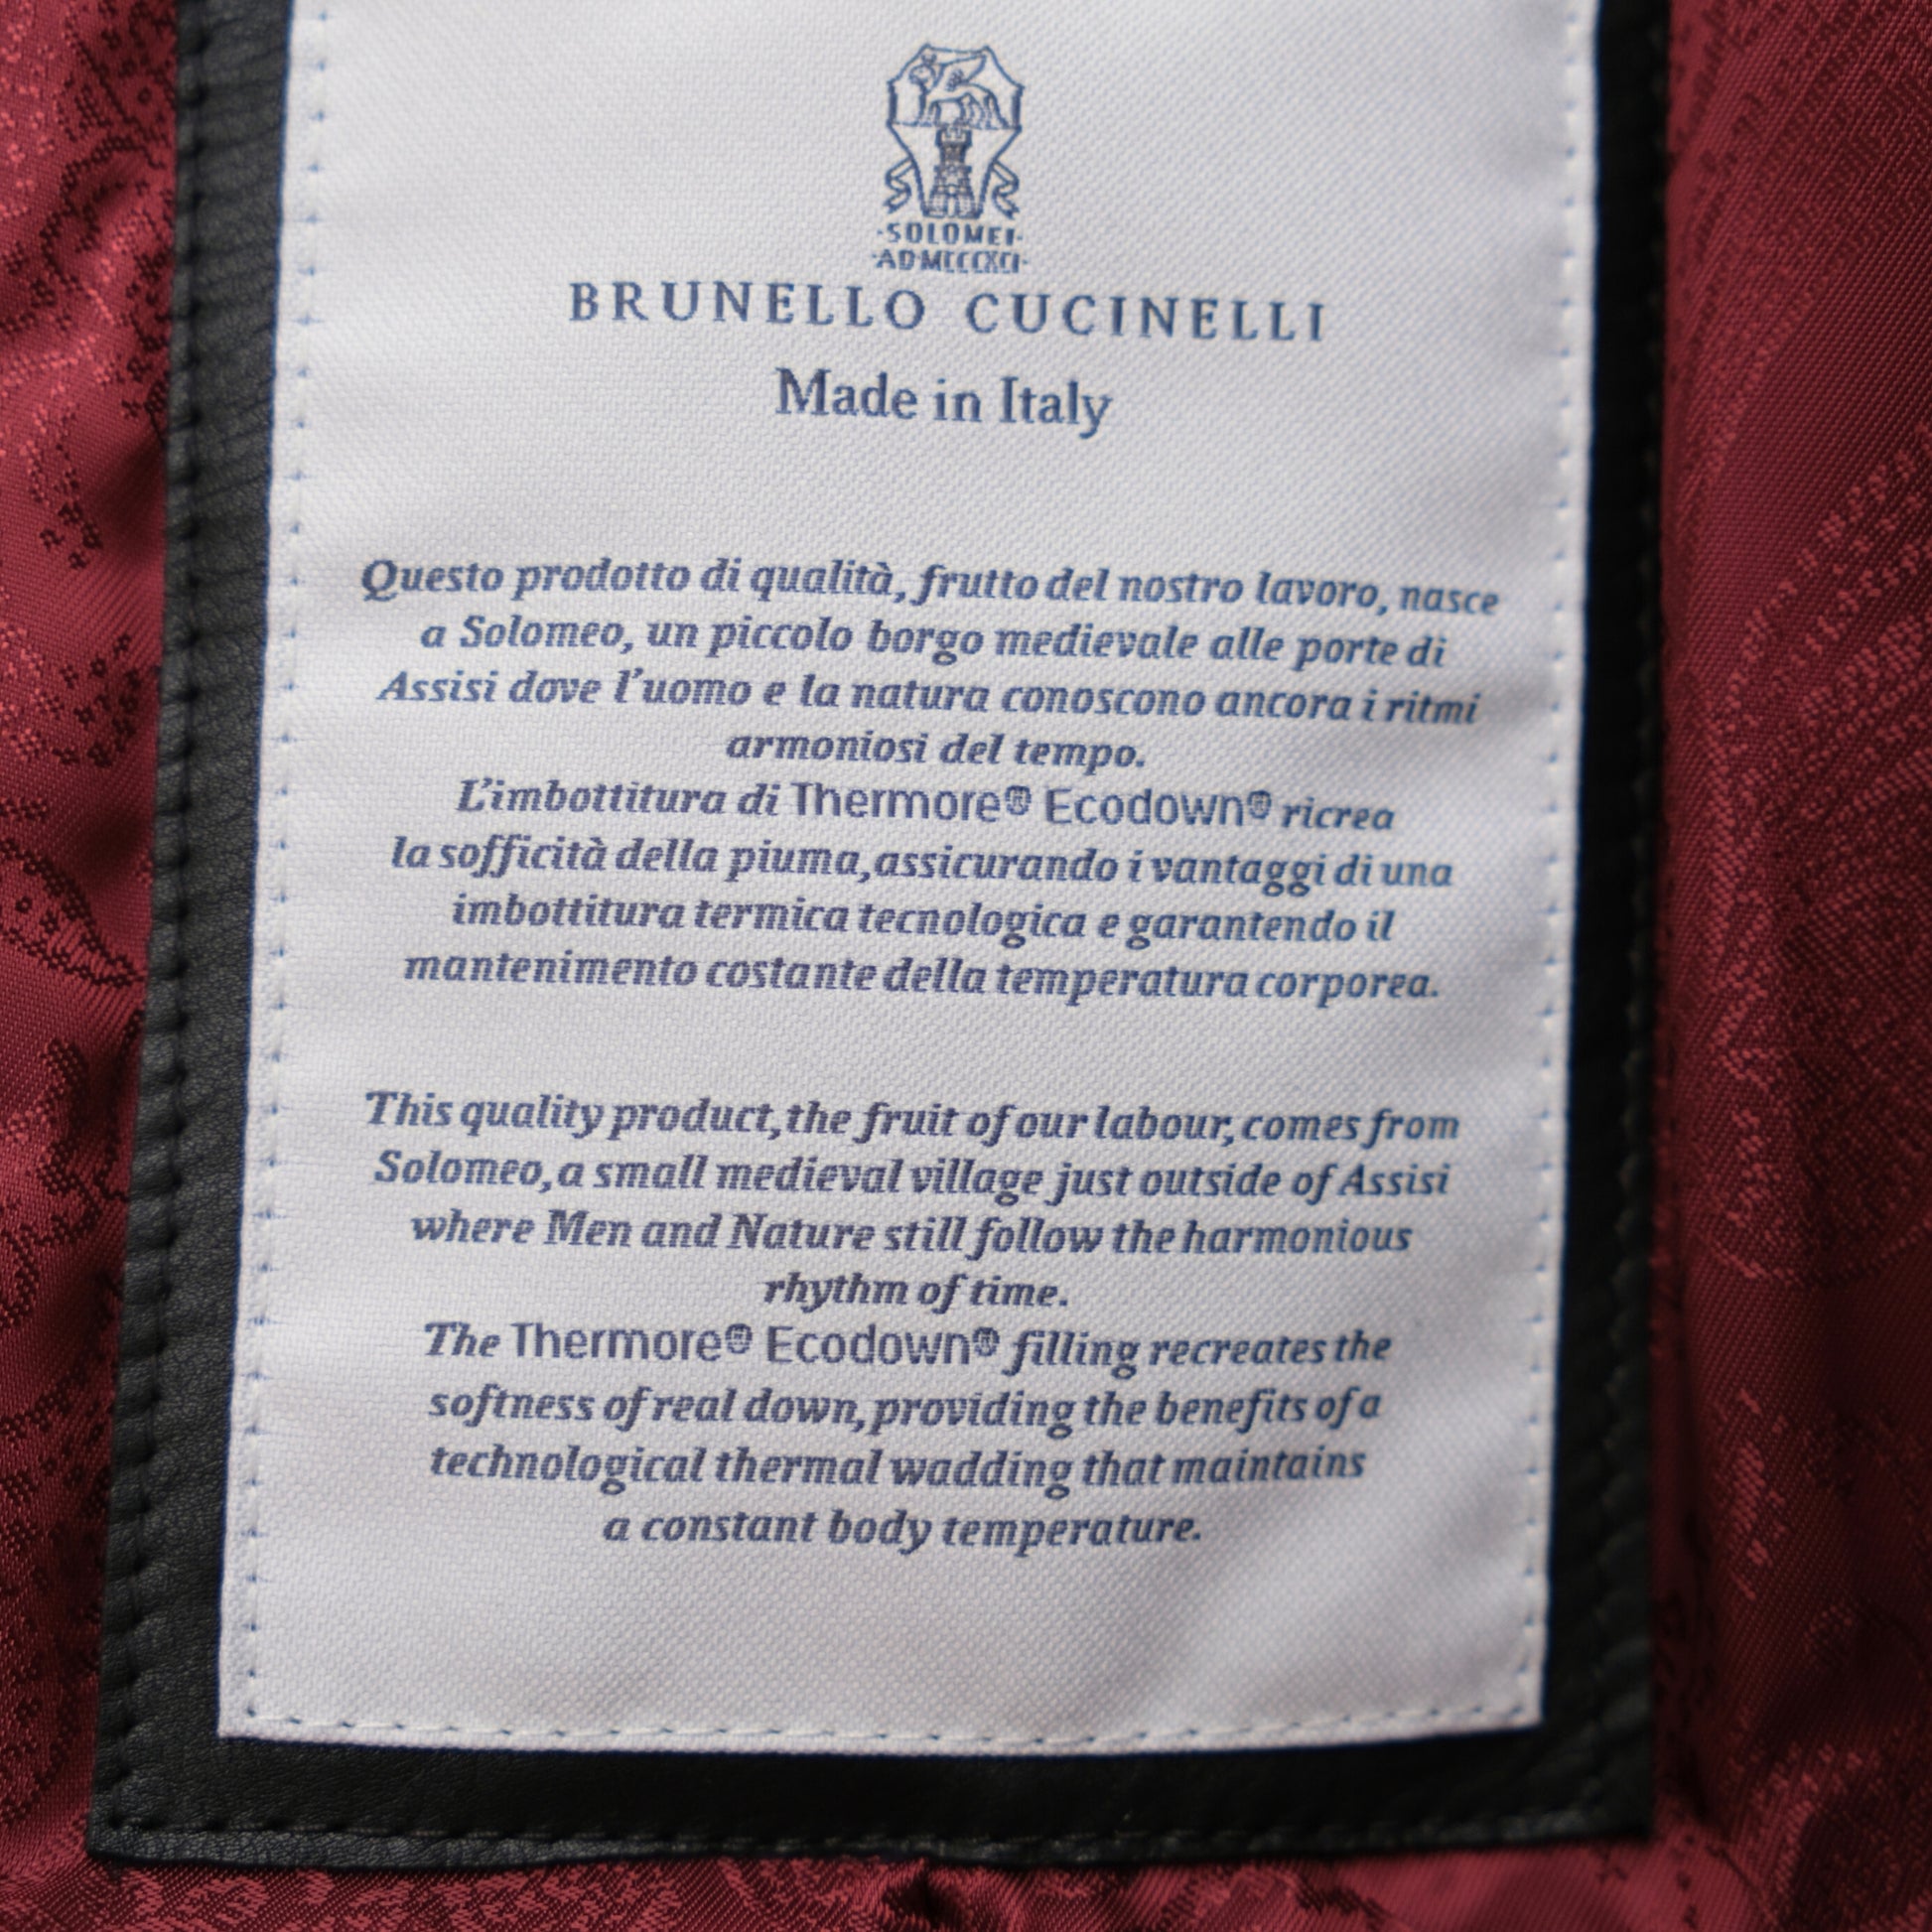 ·SOLOMEI·
·AD·MCCCXCI·
BRUNELLO CUCINELLI
Made in Italy
Questo prodotto di qualità, frutto del nostro lavoro, nasce
a Solomeo, un piccolo borgo medievale alle porte di
Assisi dove l’uomo e la natura conoscono ancora i ritmi
armoniosi del tempo.
L’imbottitura di Thermore® Ecodown® ricrea
la sofficità della piuma, assicurando i vantaggi di una
imbottitura termica tecnologica e garantendo il
mantenimento costante della temperatura corporea.
This quality product, the fruit of our labour, comes from
Solomeo, a small medieval village just outside of Assisi
where Men and Nature still follow the harmonious
rhythm of time.
The Thermore® Ecodown® filling recreates the
softness of real down, providing the benefits of a
technological thermal wadding that maintains
a constant body temperature.